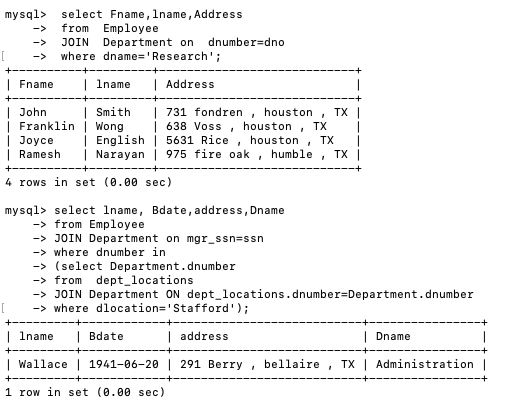 mysql>  select Fname,lname,Address
    -> from  Employee
    -> JOIN  Department on  dnumber=dno
[    ->  where dname='Research';
+----------+---------+-------------------------+
| Fname    | lname   | Address                 |
+----------+---------+-------------------------+
| John     | Smith   | 731 fondren , houston , TX |
| Franklin | Wong    | 638 Voss , houston , TX    |
| Joyce    | English | 5631 Rice , houston , TX   |
| Ramesh   | Narayan | 975 fire oak , humble , TX |
+----------+---------+-------------------------+
4 rows in set (0.00 sec)

mysql> select lname, Bdate,address,Dname
    -> from Employee
    -> JOIN Department on mgr_ssn=ssn
    -> where dnumber in
    -> (select Department.dnumber
    -> from  dept_locations
    -> JOIN Department ON dept_locations.dnumber=Department.dnumber
[    -> where dlocation='Stafford');
+---------+------------+-------------------------+----------------+
| lname   | Bdate      | address                 | Dname          |
+---------+------------+-------------------------+----------------+
| Wallace | 1941-06-20 | 291 Berry , bellaire , TX | Administration |
+---------+------------+-------------------------+----------------+
1 row in set (0.00 sec)